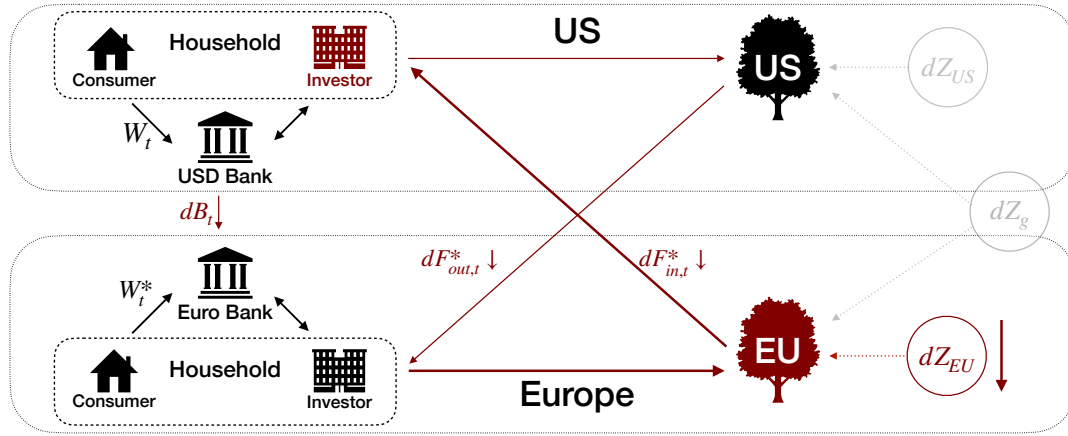 Household
US
Consumer
Investor
US
dZ_US
W_t
USD Bank
dB_t ↓
dZ_g
dF*_out,t ↓
dF*_in,t ↓
W*_t
Euro Bank
Household
EU
dZ_EU
Consumer
Investor
Europe